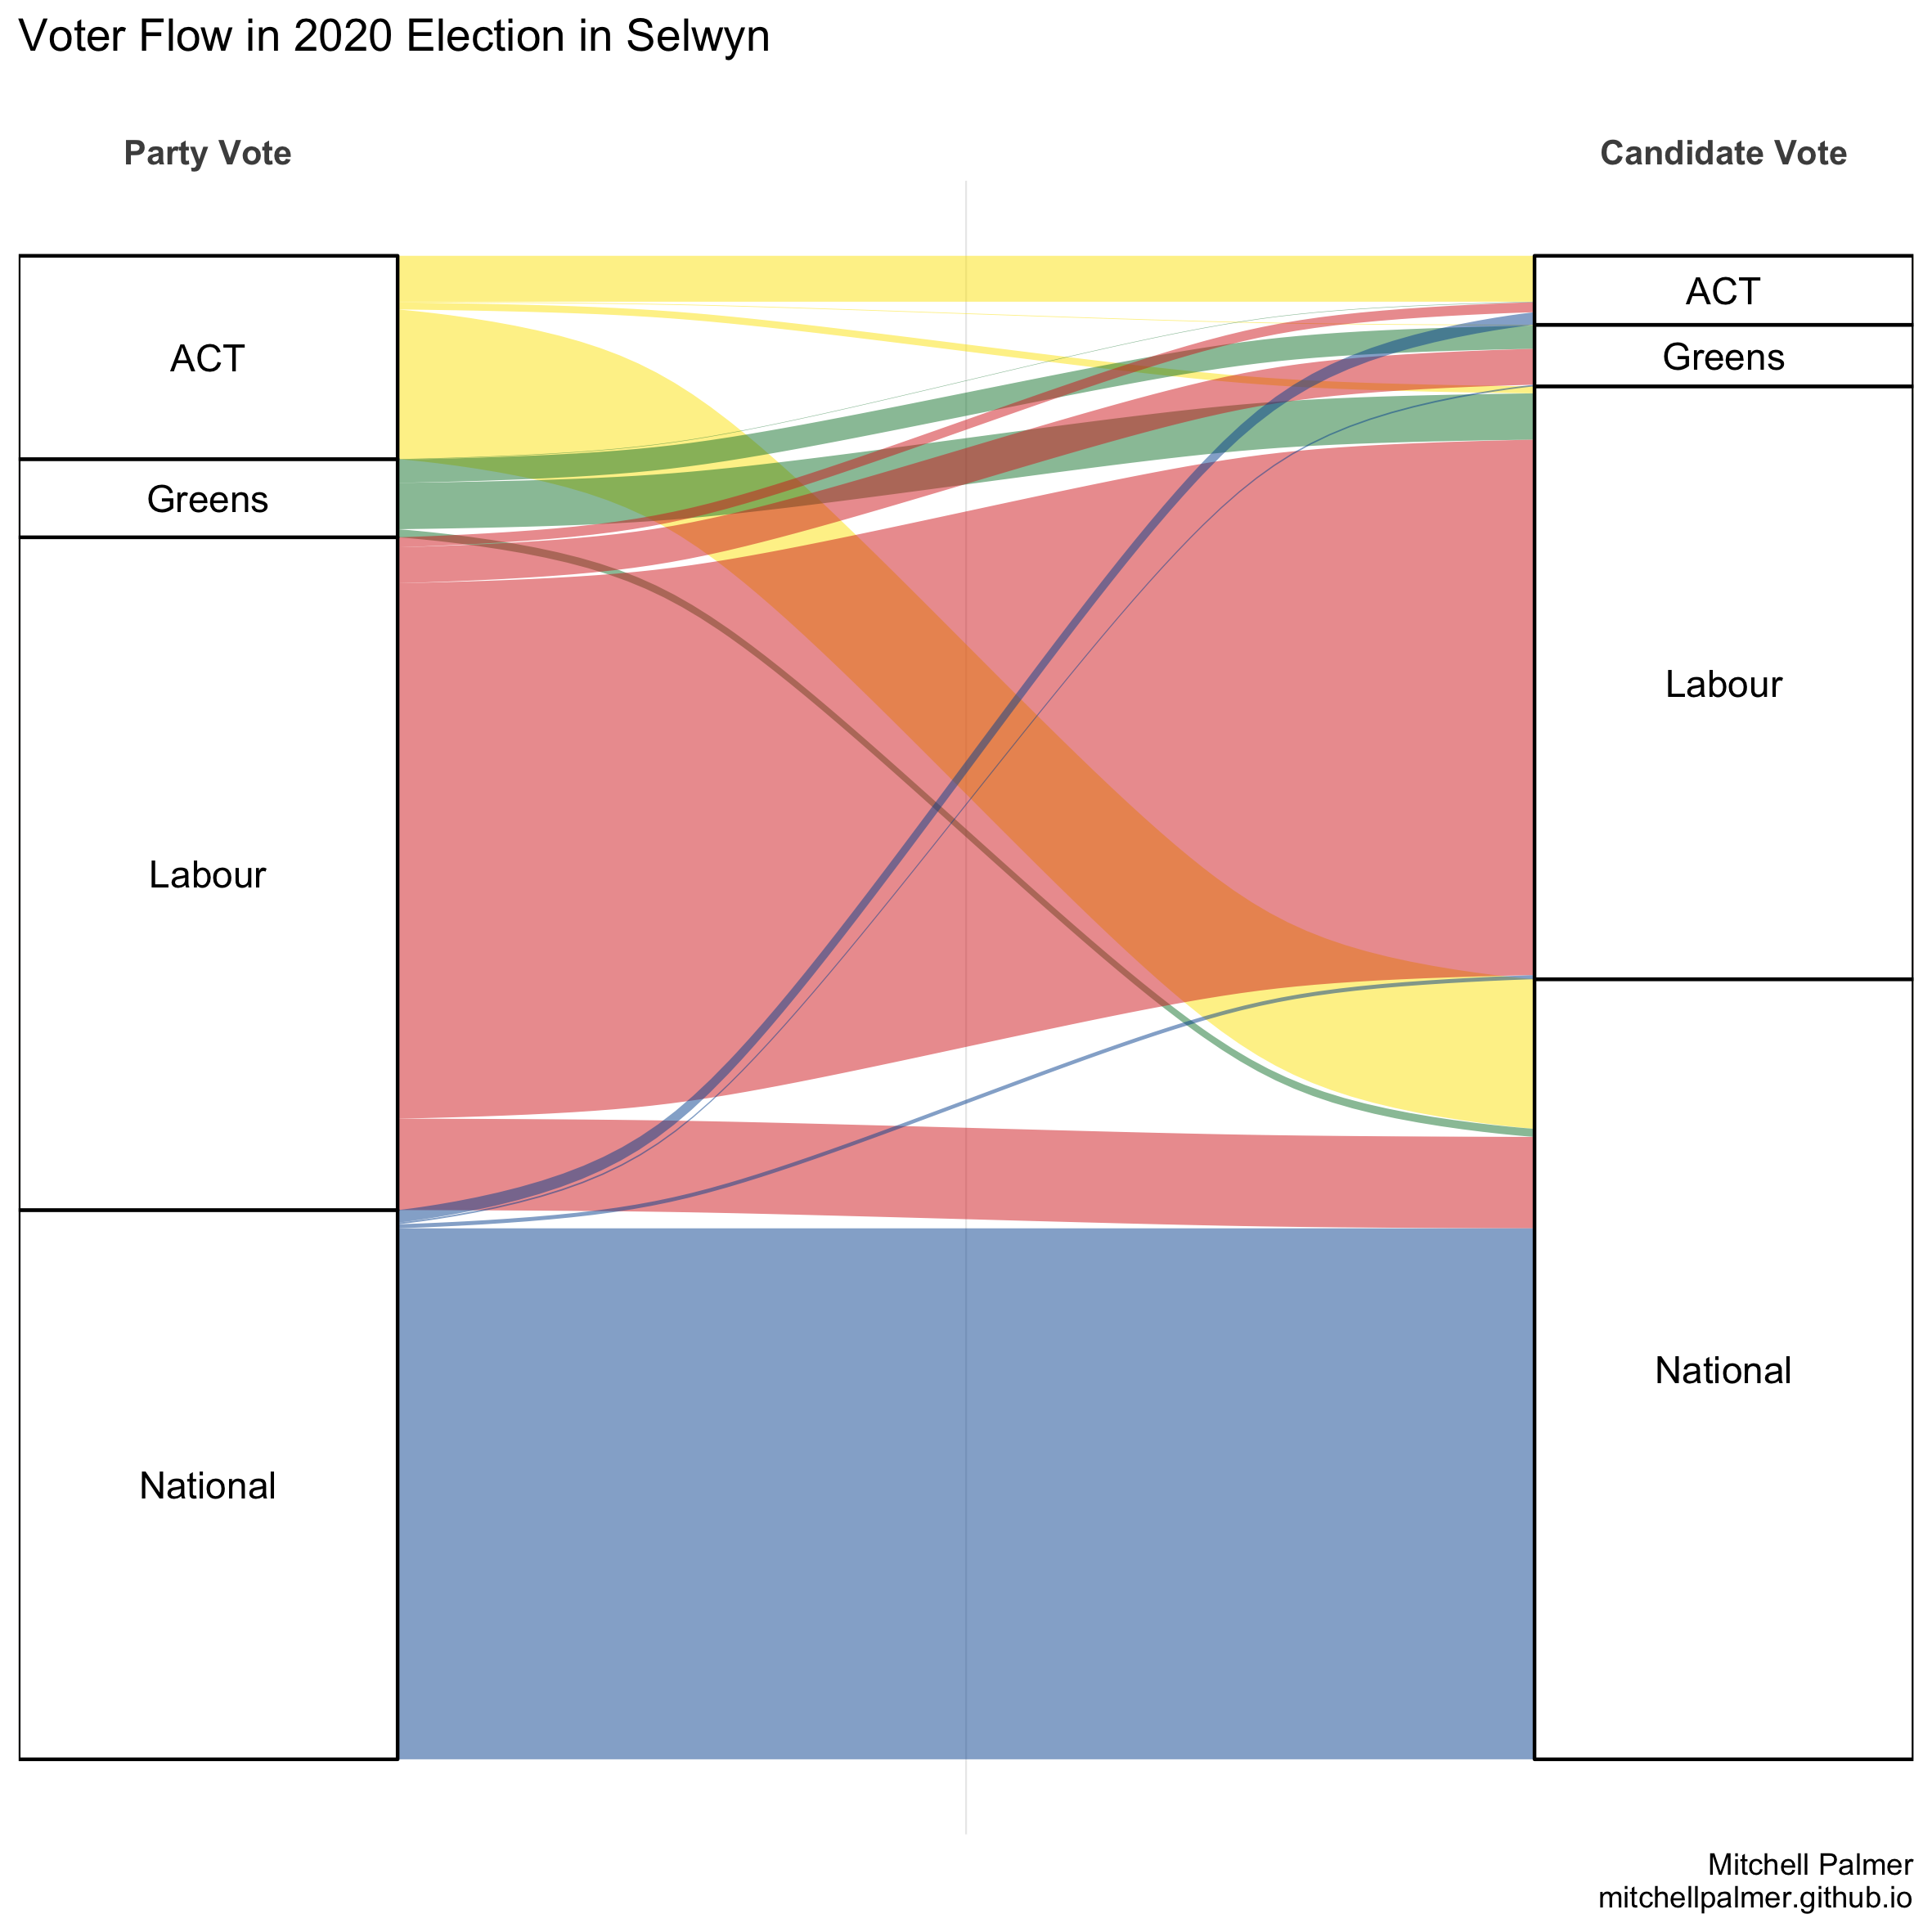 Voter Flow in 2020 Election in Selwyn
Party Vote
Candidate Vote
ACT
Greens
Labour
National
ACT
Greens
Labour
National
Mitchell Palmer
mitchellpalmer.github.io